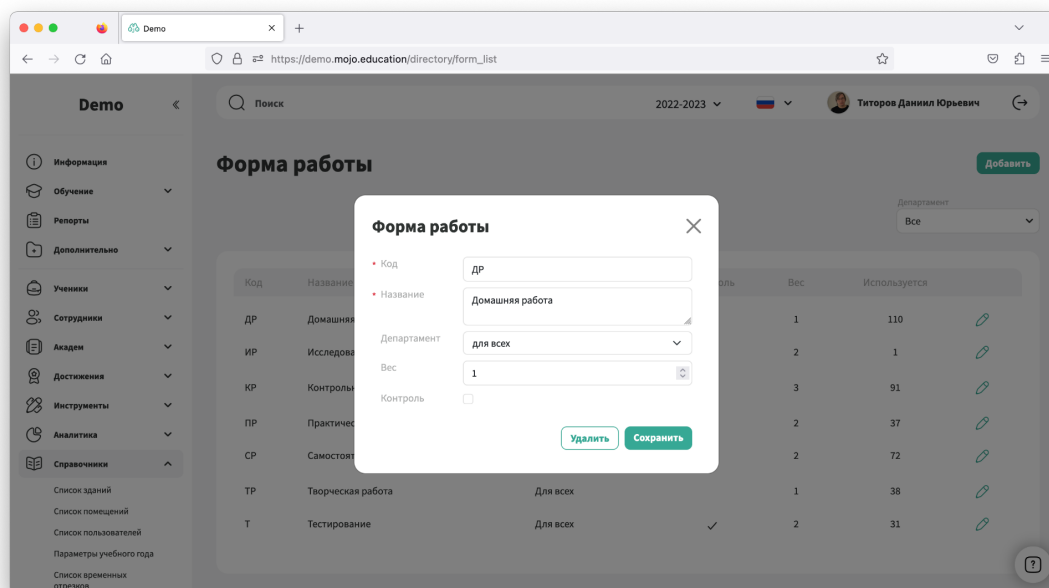 Demo
https://demo.mojo.education/directory/form_list
Demo
Поиск
2022-2023
Титоров Даниил Юрьевич
Информация
Обучение
Репорты
Дополнительно
Ученики
Сотрудники
Академ
Достижения
Инструменты
Аналитика
Справочники
Список зданий
Список помещений
Список пользователей
Параметры учебного года
Список временных
отрезков
Форма работы
Добавить
Департамент
Все
Код Вес Используется
ДР 1 110
ИР 2 1
КР 3 91
ПР 2 37
СР 2 72
ТР Творческая работа Для всех 1 38
Т Тестирование Для всех 2 31
Форма работы
• Код ДР
• Название Домашняя работа
Департамент для всех
Вес 1
Контроль
Удалить Сохранить